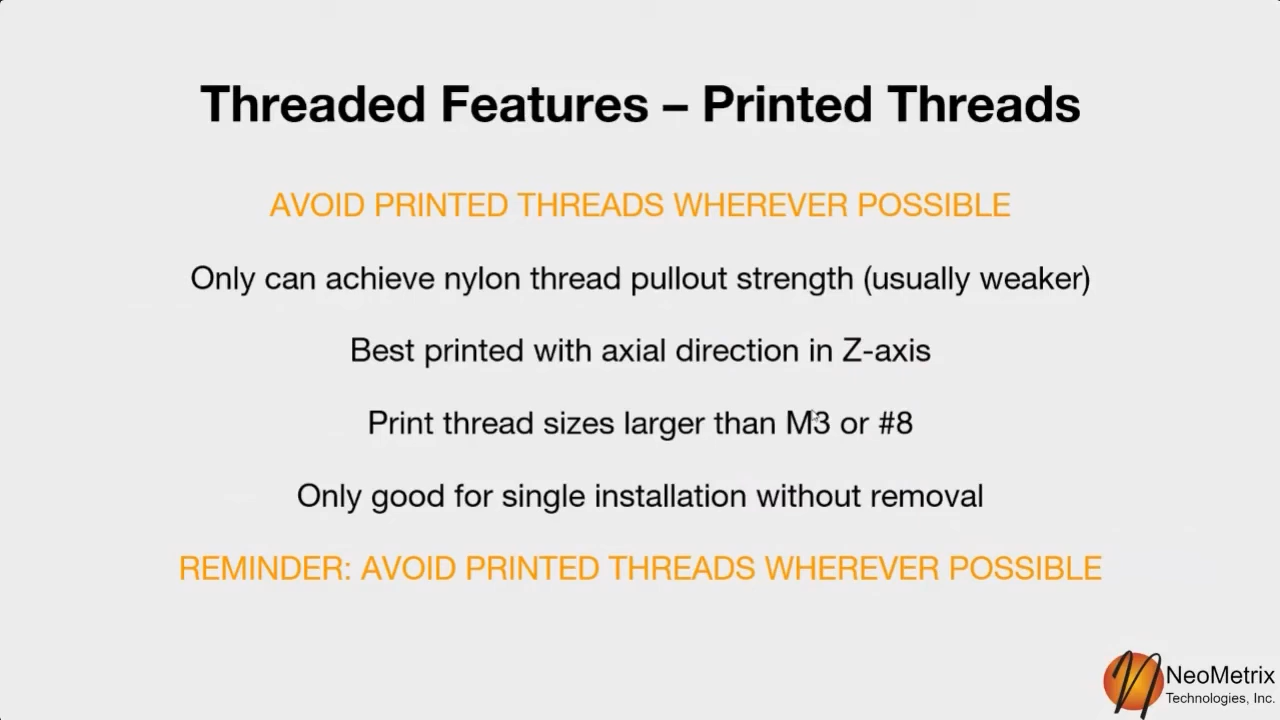 Threaded Features – Printed Threads
AVOID PRINTED THREADS WHEREVER POSSIBLE
Only can achieve nylon thread pullout strength (usually weaker)
Best printed with axial direction in Z-axis
Print thread sizes larger than M3 or #8
Only good for single installation without removal
REMINDER: AVOID PRINTED THREADS WHEREVER POSSIBLE
NeoMetrix
Technologies, Inc.